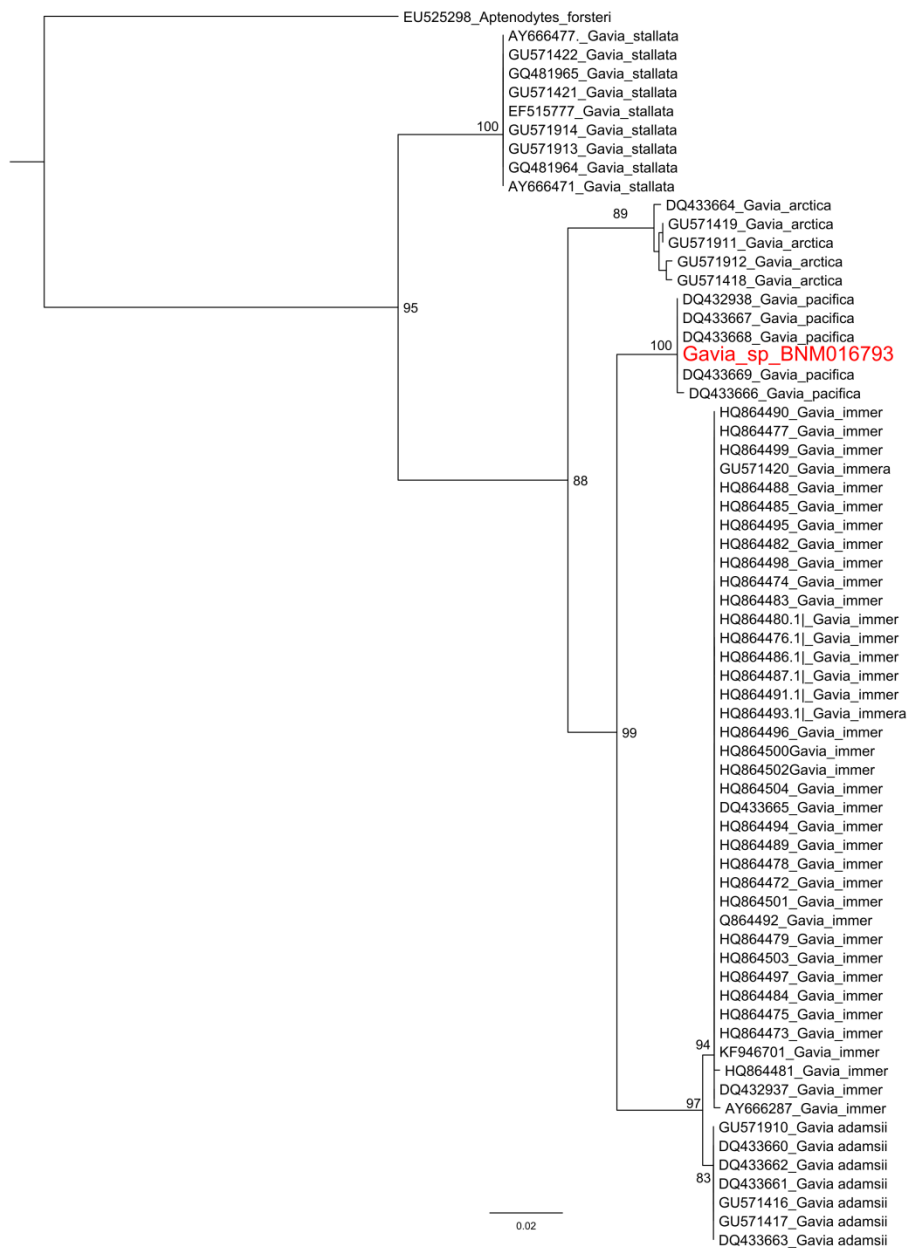 EU525298_Aptenodytes_forsteri
AY666477._Gavia_stallata
GU571422_Gavia_stallata
GQ481965_Gavia_stallata
GU571421_Gavia_stallata
EF515777_Gavia_stallata
100
GU571914_Gavia_stallata
GU571913_Gavia_stallata
GQ481964_Gavia_stallata
AY666471_Gavia_stallata
DQ433664_Gavia_arctica
89
GU571419_Gavia_arctica
GU571911_Gavia_arctica
GU571912_Gavia_arctica
GU571418_Gavia_arctica
DQ432938_Gavia_pacifica
95
DQ433667_Gavia_pacifica
DQ433668_Gavia_pacifica
100
Gavia_sp_BNM016793
DQ433669_Gavia_pacifica
DQ433666_Gavia_pacifica
HQ864490_Gavia_immer
HQ864477_Gavia_immer
HQ864499_Gavia_immer
GU571420_Gavia_immera
88
HQ864488_Gavia_immer
HQ864485_Gavia_immer
HQ864495_Gavia_immer
HQ864482_Gavia_immer
HQ864498_Gavia_immer
HQ864474_Gavia_immer
HQ864483_Gavia_immer
HQ864480.1|_Gavia_immer
HQ864476.1|_Gavia_immer
HQ864486.1|_Gavia_immer
HQ864487.1|_Gavia_immer
HQ864491.1|_Gavia_immer
HQ864493.1|_Gavia_immera
99
HQ864496_Gavia_immer
HQ864500Gavia_immer
HQ864502Gavia_immer
HQ864504_Gavia_immer
DQ433665_Gavia_immer
HQ864494_Gavia_immer
HQ864489_Gavia_immer
HQ864478_Gavia_immer
HQ864472_Gavia_immer
HQ864501_Gavia_immer
Q864492_Gavia_immer
HQ864479_Gavia_immer
HQ864503_Gavia_immer
HQ864497_Gavia_immer
HQ864484_Gavia_immer
HQ864475_Gavia_immer
HQ864473_Gavia_immer
94
KF946701_Gavia_immer
HQ864481_Gavia_immer
DQ432937_Gavia_immer
97
AY666287_Gavia_immer
GU571910_Gavia adamsii
DQ433660_Gavia adamsii
DQ433662_Gavia adamsii
83
DQ433661_Gavia adamsii
GU571416_Gavia adamsii
GU571417_Gavia adamsii
0.02
DQ433663_Gavia adamsii